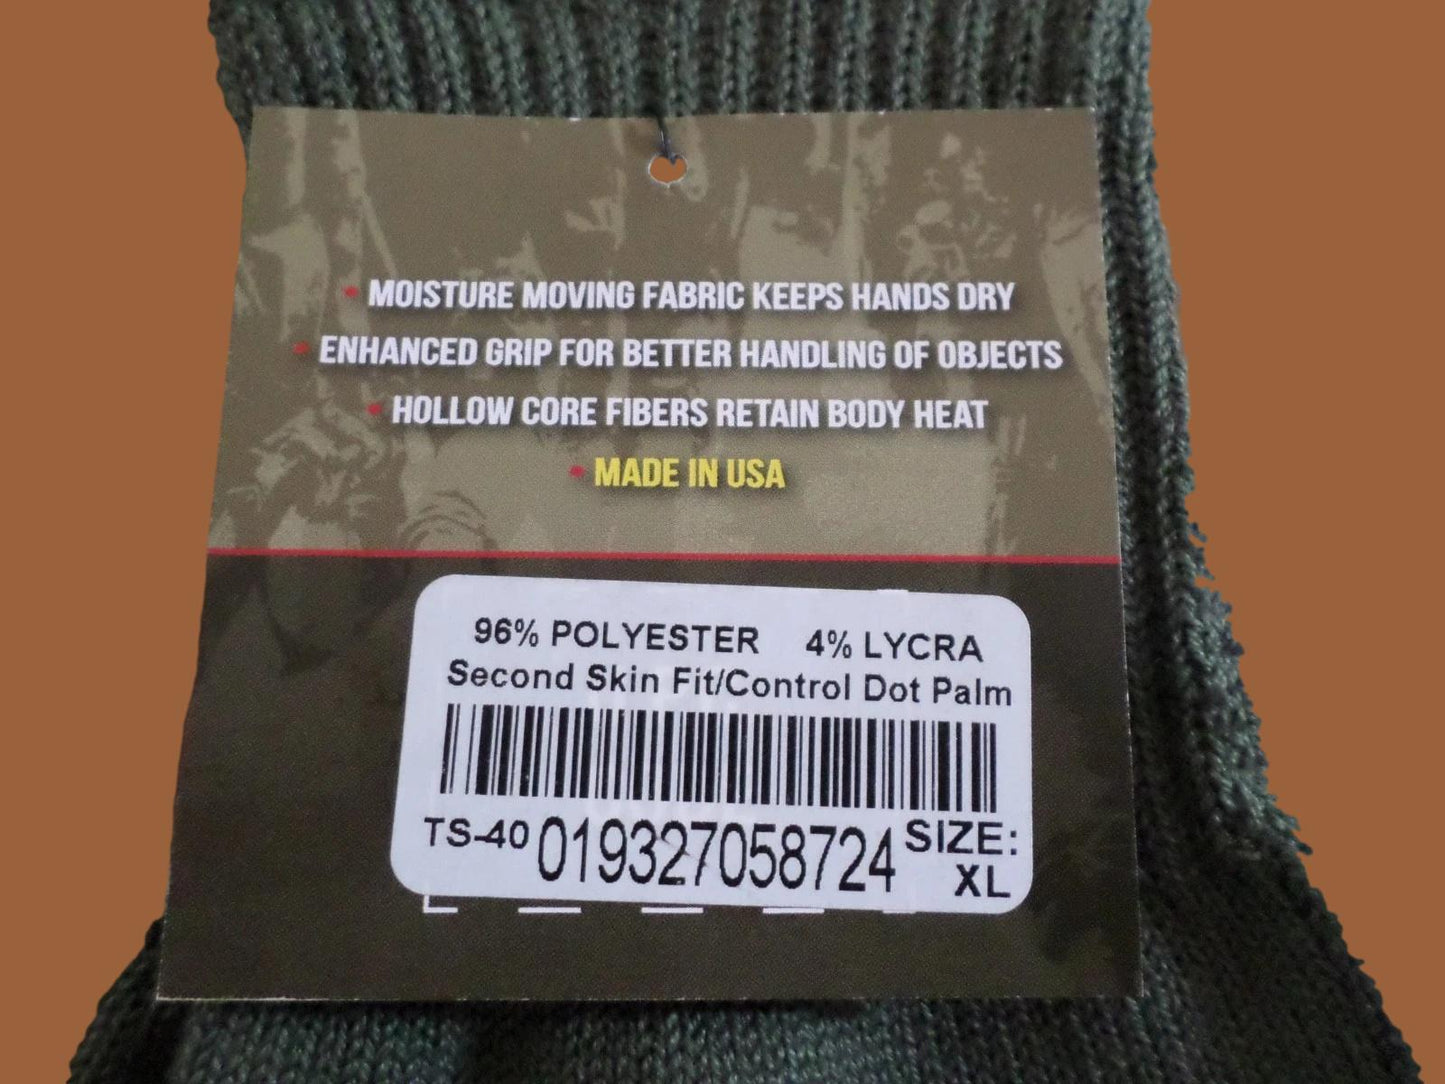 • MOISTURE MOVING FABRIC KEEPS HANDS DRY
• ENHANCED GRIP FOR BETTER HANDLING OF OBJECTS
• HOLLOW CORE FIBERS RETAIN BODY HEAT
• MADE IN USA
96% POLYESTER 4% LYCRA
Second Skin Fit/Control Dot Palm
TS-40 019327058724 SIZE:
XL